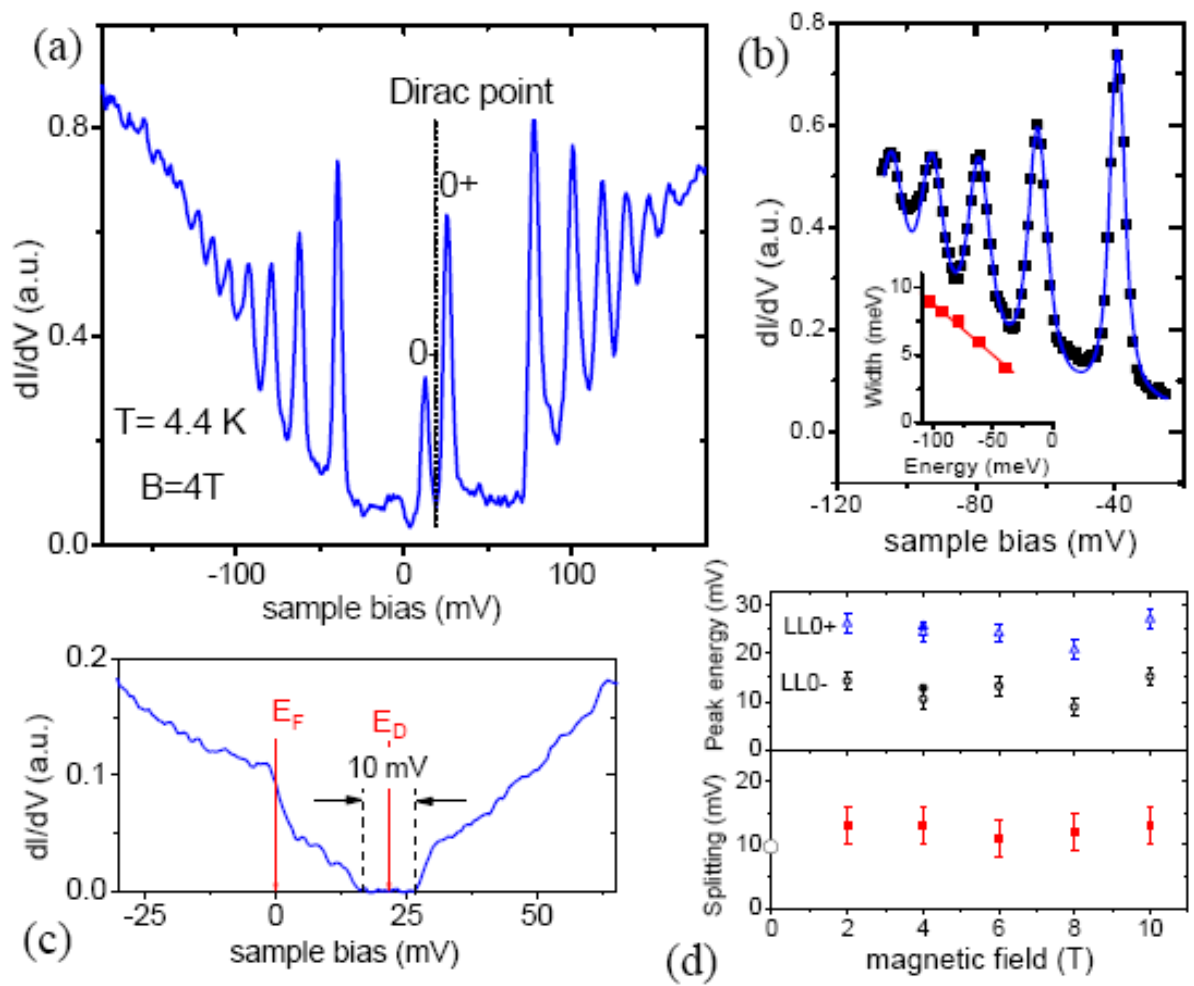 (a)
Dirac point
0+
0-
T= 4.4 K
B=4T
dI/dV (a.u.)
0.8
0.4
0.0
-100
0
100
sample bias (mV)
(b)
dI/dV (a.u.)
0.8
0.6
0.4
0.2
0.0
Width (meV)
10
5
0
-100
-50
0
Energy (meV)
-120
-80
-40
sample bias (mV)
0.2
0.1
0.0
dI/dV (a.u.)
E_F
E_D
10 mV
-25
0
25
50
sample bias (mV)
(c)
Peak energy (mV)
30
20
10
0
LL0+
LL0-
Splitting (mV)
20
10
0
0
2
4
6
8
10
magnetic field (T)
(d)